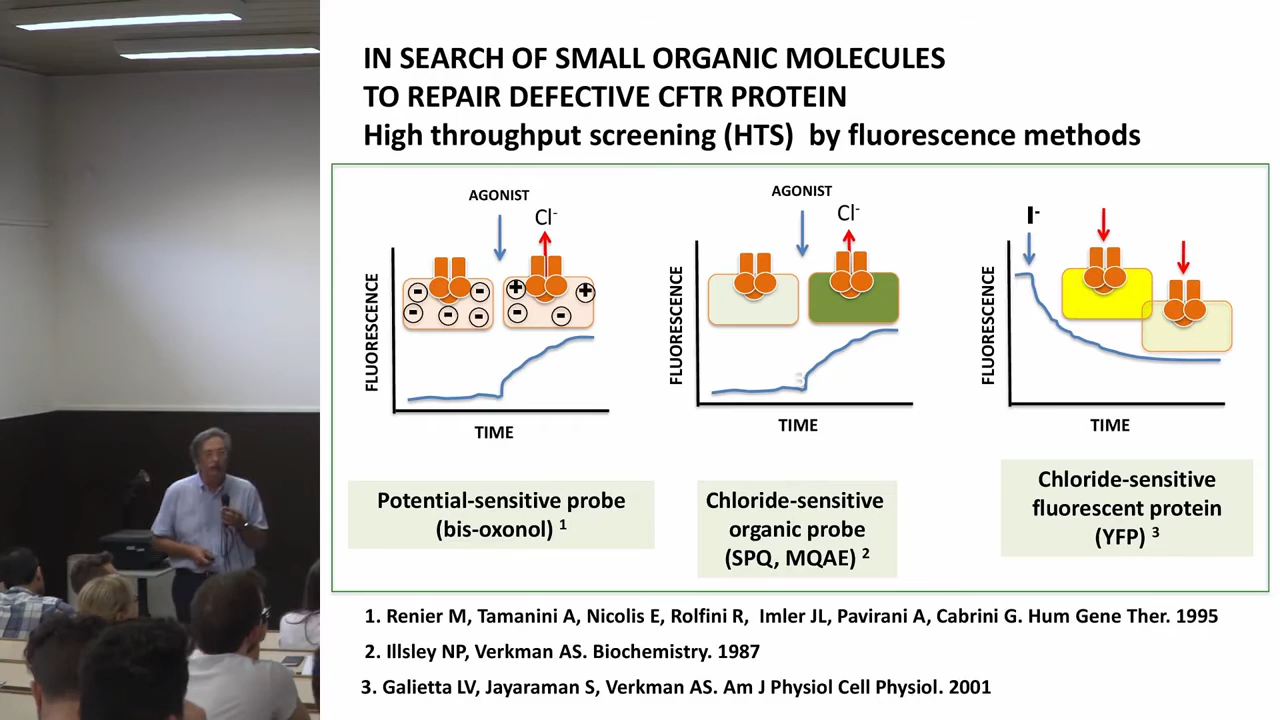 IN SEARCH OF SMALL ORGANIC MOLECULES
TO REPAIR DEFECTIVE CFTR PROTEIN
High throughput screening (HTS) by fluorescence methods
AGONIST
Cl-
FLUORESCENCE
- - - - -
+ + - - 
TIME
Potential-sensitive probe
(bis-oxonol) 1
AGONIST
Cl-
FLUORESCENCE
3
TIME
Chloride-sensitive
organic probe
(SPQ, MQAE) 2
I-
FLUORESCENCE
TIME
Chloride-sensitive
fluorescent protein
(YFP) 3
1. Renier M, Tamanini A, Nicolis E, Rolfini R, Imler JL, Pavirani A, Cabrini G. Hum Gene Ther. 1995
2. Illsley NP, Verkman AS. Biochemistry. 1987
3. Galietta LV, Jayaraman S, Verkman AS. Am J Physiol Cell Physiol. 2001